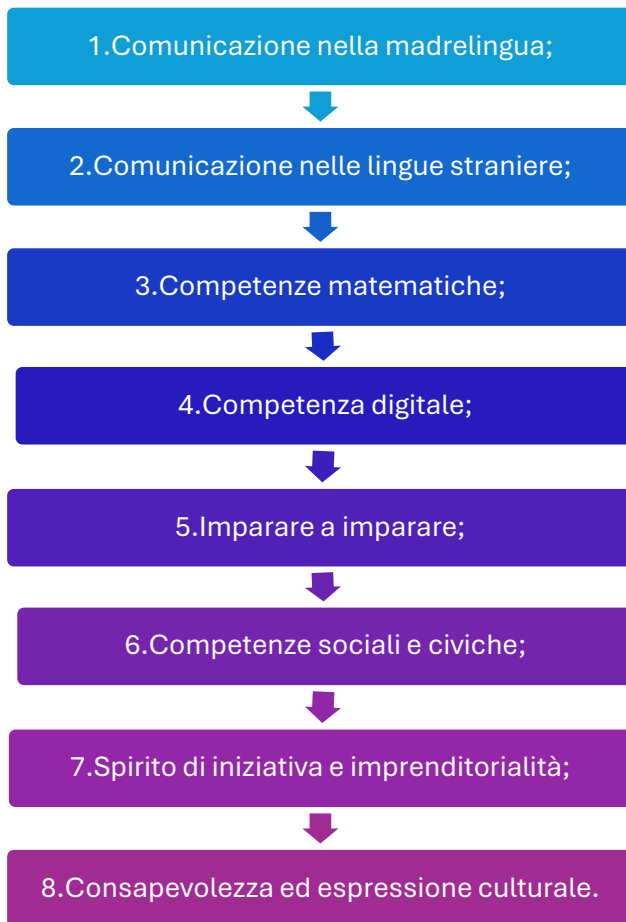 1.Comunicazione nella madrelingua;
2.Comunicazione nelle lingue straniere;
3.Competenze matematiche;
4.Competenza digitale;
5.Imparare a imparare;
6.Competenze sociali e civiche;
7.Spirito di iniziativa e imprenditorialità;
8.Consapevolezza ed espressione culturale.